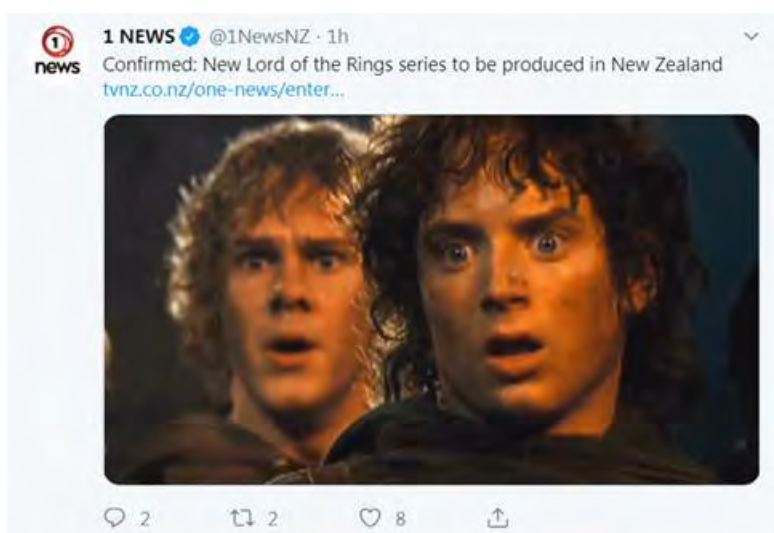 1 NEWS @1NewsNZ · 1h
1
news
Confirmed: New Lord of the Rings series to be produced in New Zealand
tvnz.co.nz/one-news/enter...
2 2 8